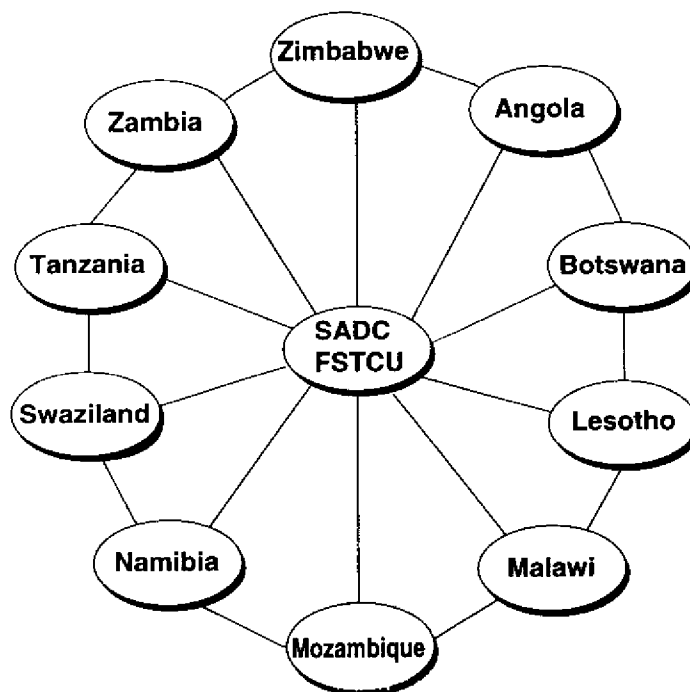 Zimbabwe
Zambia
Angola
Tanzania
Botswana
SADC
FSTCU
Swaziland
Lesotho
Namibia
Malawi
Mozambique